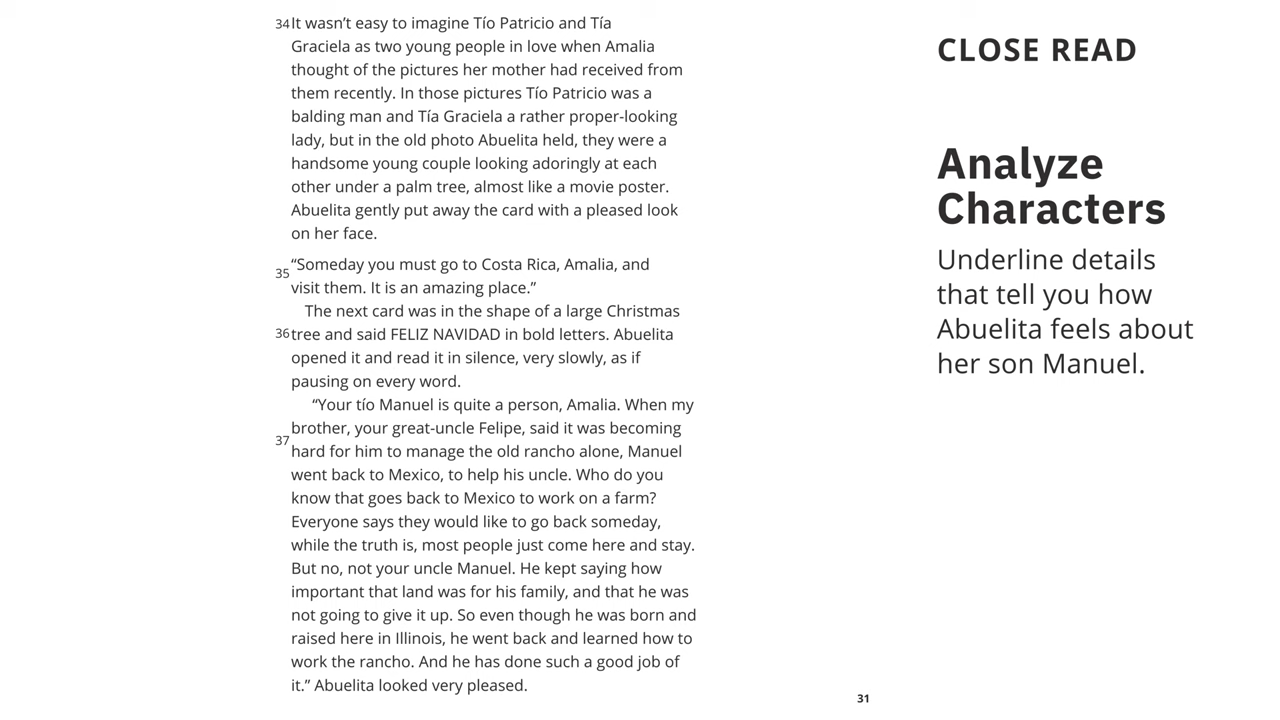 34 It wasn’t easy to imagine Tío Patricio and Tía
Graciela as two young people in love when Amalia
thought of the pictures her mother had received from
them recently. In those pictures Tío Patricio was a
balding man and Tía Graciela a rather proper-looking
lady, but in the old photo Abuelita held, they were a
handsome young couple looking adoringly at each
other under a palm tree, almost like a movie poster.
Abuelita gently put away the card with a pleased look
on her face.
35 “Someday you must go to Costa Rica, Amalia, and
visit them. It is an amazing place.”
The next card was in the shape of a large Christmas
36 tree and said FELIZ NAVIDAD in bold letters. Abuelita
opened it and read it in silence, very slowly, as if
pausing on every word.
“Your tío Manuel is quite a person, Amalia. When my
37 brother, your great-uncle Felipe, said it was becoming
hard for him to manage the old rancho alone, Manuel
went back to Mexico, to help his uncle. Who do you
know that goes back to Mexico to work on a farm?
Everyone says they would like to go back someday,
while the truth is, most people just come here and stay.
But no, not your uncle Manuel. He kept saying how
important that land was for his family, and that he was
not going to give it up. So even though he was born and
raised here in Illinois, he went back and learned how to
work the rancho. And he has done such a good job of
it.” Abuelita looked very pleased.
31
CLOSE READ
Analyze
Characters
Underline details
that tell you how
Abuelita feels about
her son Manuel.